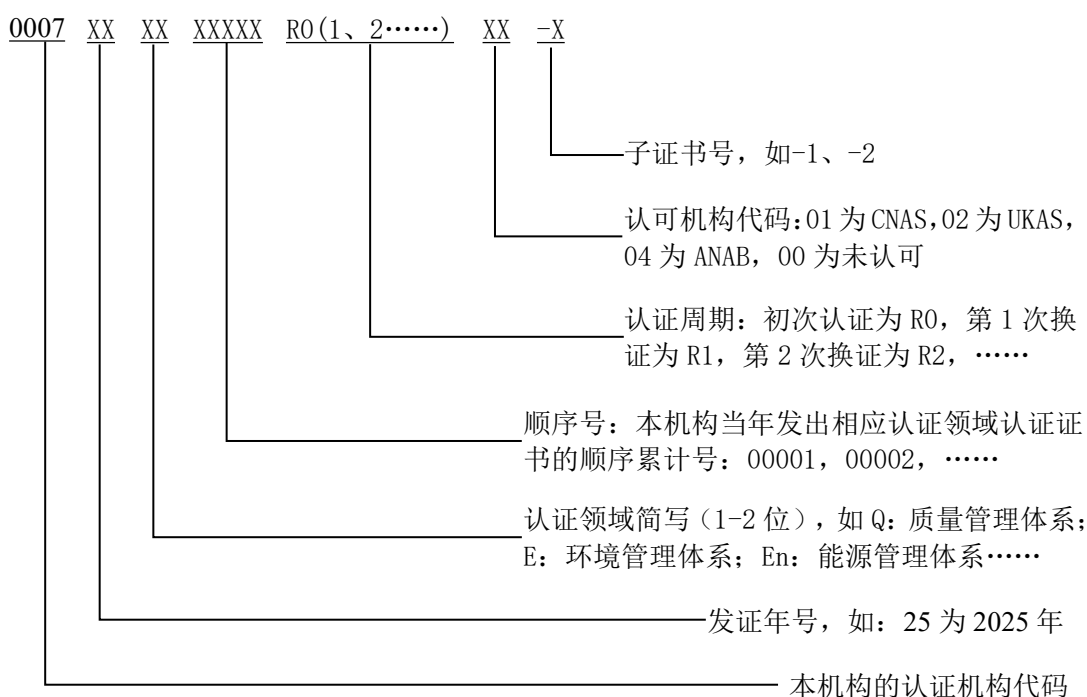 0007 XX XX XXXXX R0(1、2……) XX -X
子证书号，如-1、-2
认可机构代码:01 为 CNAS,02 为 UKAS,
04 为 ANAB，00 为未认可
认证周期：初次认证为 R0，第 1 次换
证为 R1，第 2 次换证为 R2，……
顺序号：本机构当年发出相应认证领域认证证
书的顺序累计号：00001，00002，……
认证领域简写（1-2 位），如 Q：质量管理体系；
E：环境管理体系；En：能源管理体系……
发证年号，如：25 为 2025 年
本机构的认证机构代码